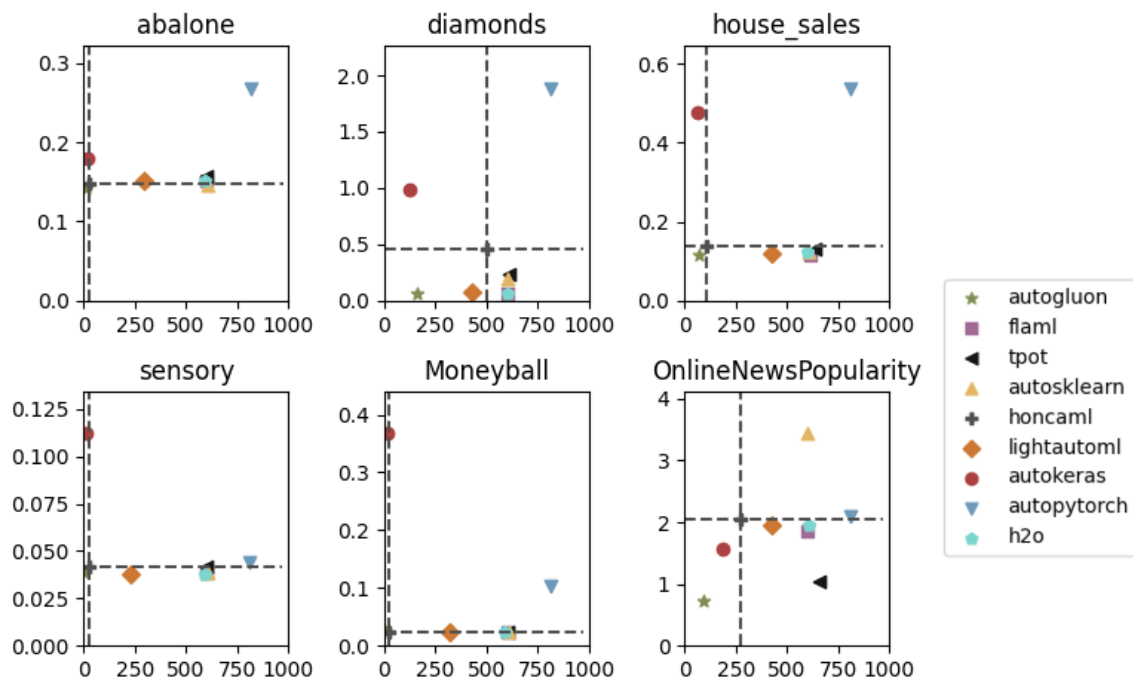 abalone
diamonds
house_sales
0.3
0.2
0.1
0.0
2.0
1.5
1.0
0.5
0.0
0.6
0.4
0.2
0.0
0 250 500 750 1000
0 250 500 750 1000
0 250 500 750 1000
sensory
Moneyball
OnlineNewsPopularity
0.125
0.100
0.075
0.050
0.025
0.000
0.4
0.3
0.2
0.1
0.0
4
3
2
1
0
0 250 500 750 1000
0 250 500 750 1000
0 250 500 750 1000
autogluon
flaml
tpot
autosklearn
honcaml
lightautoml
autokeras
autopytorch
h2o